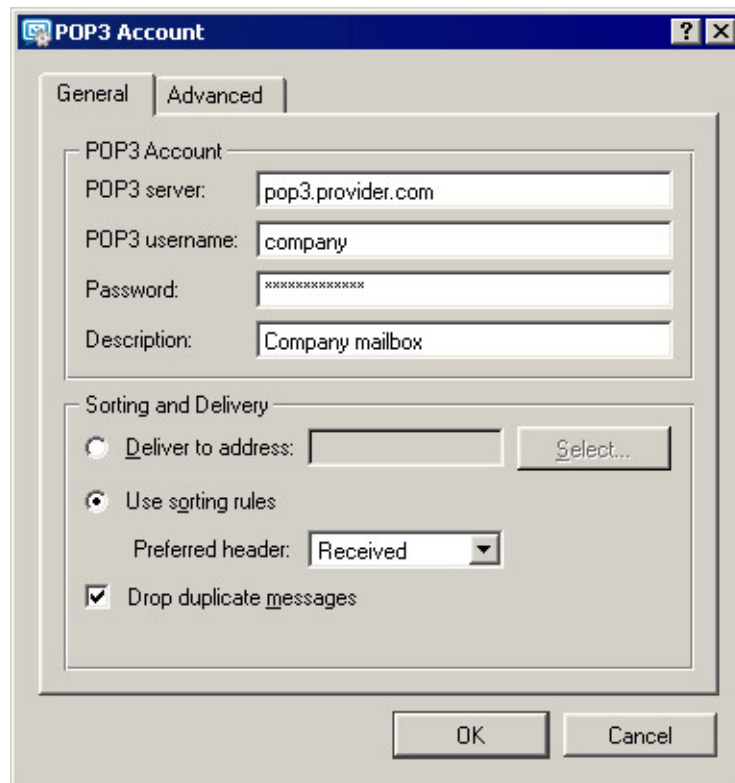 POP3 Account ? X
General Advanced
POP3 Account
POP3 server: pop3.provider.com
POP3 username: company
Password: *************
Description: Company mailbox
Sorting and Delivery
Deliver to address: Select...
Use sorting rules
Preferred header: Received
Drop duplicate messages
OK Cancel